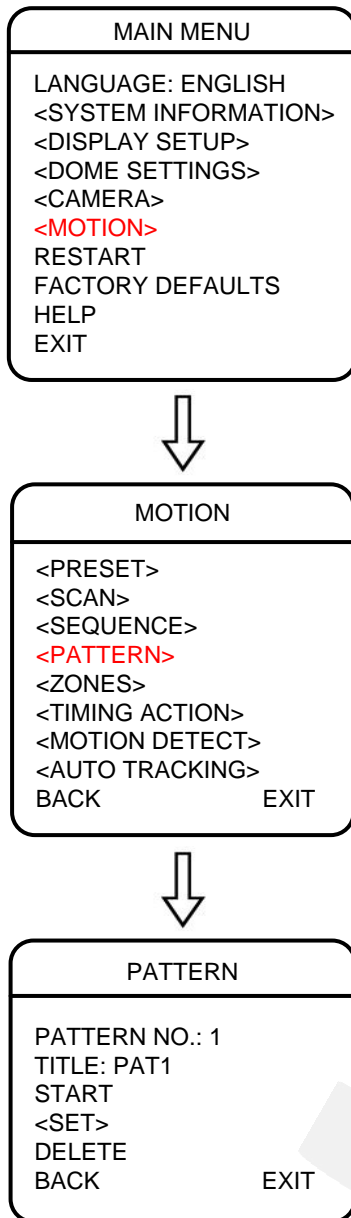 MAIN MENU
LANGUAGE: ENGLISH
<SYSTEM INFORMATION>
<DISPLAY SETUP>
<DOME SETTINGS>
<CAMERA>
<MOTION>
RESTART
FACTORY DEFAULTS
HELP
EXIT
MOTION
<PRESET>
<SCAN>
<SEQUENCE>
<PATTERN>
<ZONES>
<TIMING ACTION>
<MOTION DETECT>
<AUTO TRACKING>
BACK EXIT
PATTERN
PATTERN NO.: 1
TITLE: PAT1
START
<SET>
DELETE
BACK EXIT